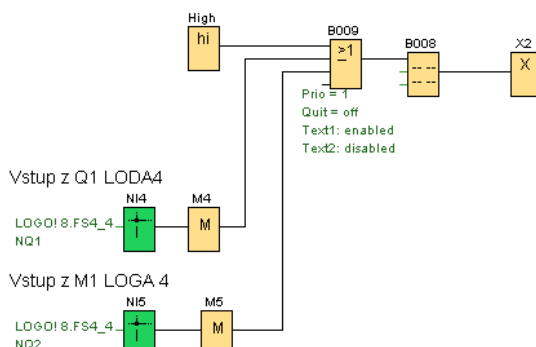 High
hi
B009
>1
B008
X2
X
Prio = 1
Quit = off
Text1: enabled
Text2: disabled
Vstup z Q1 LODA4
NI4
M4
LOGO! 8.FS4_4
NQ1
M
Vstup z M1 LOGA 4
NI5
M5
LOGO! 8.FS4_4
NQ2
M